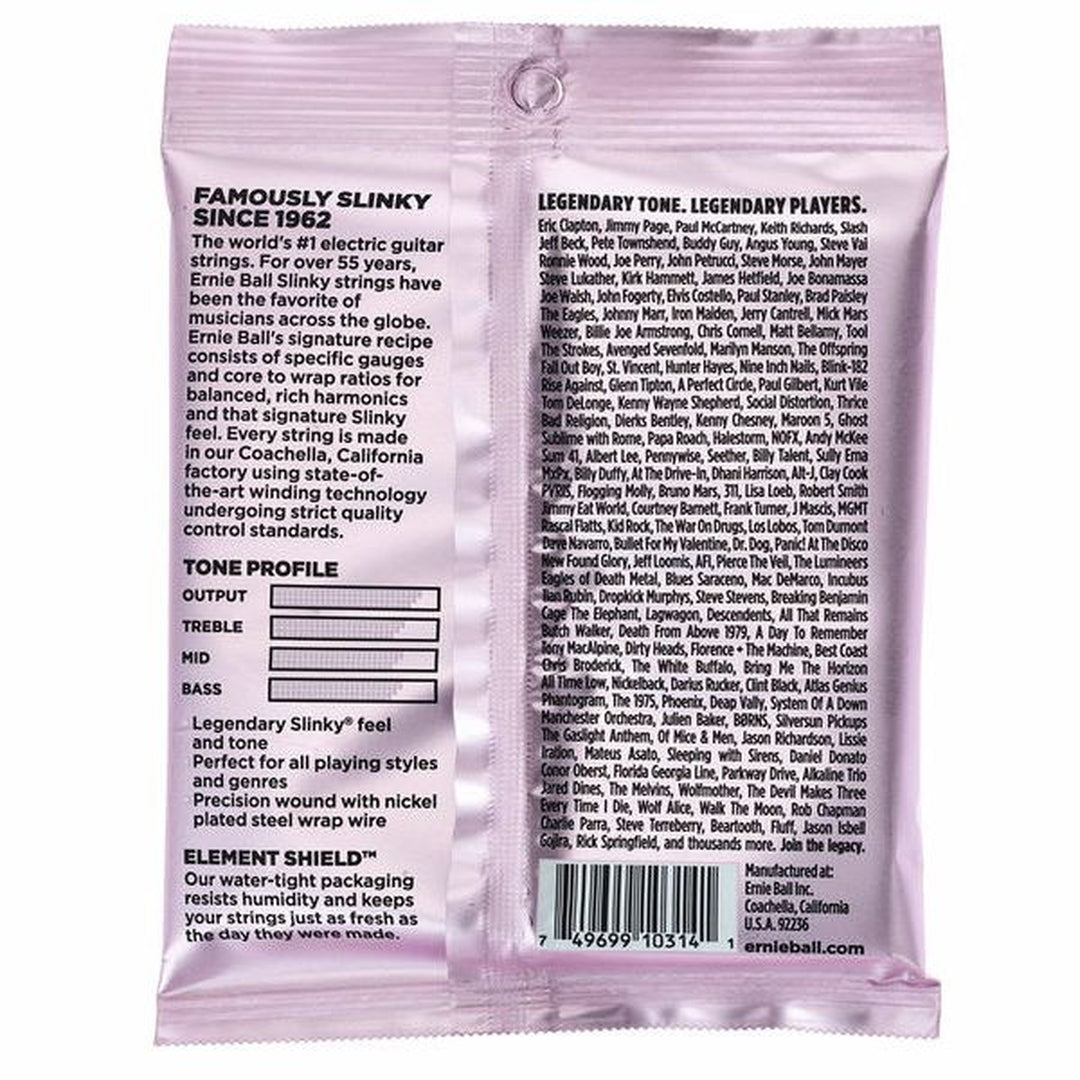 FAMOUSLY SLINKY
SINCE 1962
The world's #1 electric guitar
strings. For over 55 years,
Ernie Ball Slinky strings have
been the favorite of
musicians across the globe.
Ernie Ball's signature recipe
consists of specific gauges
and core to wrap ratios for
balanced, rich harmonics
and that signature Slinky
feel. Every string is made
in our Coachella, California
factory using state-of-
the-art winding technology
undergoing strict quality
control standards.
TONE PROFILE
OUTPUT
TREBLE
MID
BASS
Legendary Slinky® feel
and tone
Perfect for all playing styles
and genres
Precision wound with nickel
plated steel wrap wire
ELEMENT SHIELD™
Our water-tight packaging
resists humidity and keeps
your strings just as fresh as
the day they were made.
LEGENDARY TONE. LEGENDARY PLAYERS.
Eric Clapton, Jimmy Page, Paul McCartney, Keith Richards, Slash
Jeff Beck, Pete Townshend, Buddy Guy, Angus Young, Steve Vai
Ronnie Wood, Joe Perry, John Petrucci, Steve Morse, John Mayer
Steve Lukather, Kirk Hammett, James Hetfield, Joe Bonamassa
Joe Walsh, John Fogerty, Elvis Costello, Paul Stanley, Brad Paisley
The Eagles, Johnny Marr, Iron Maiden, Jerry Cantrell, Mick Mars
Weezer, Billie Joe Armstrong, Chris Cornell, Matt Bellamy, Tool
The Strokes, Avenged Sevenfold, Marilyn Manson, The Offspring
Fall Out Boy, St. Vincent, Hunter Hayes, Nine Inch Nails, Blink-182
Rise Against, Glenn Tipton, A Perfect Circle, Paul Gilbert, Kurt Vile
Tom DeLonge, Kenny Wayne Shepherd, Social Distortion, Thrice
Bad Religion, Dierks Bentley, Kenny Chesney, Maroon 5, Ghost
Sublime with Rome, Papa Roach, Halestorm, NOFX, Andy McKee
Sum 41, Albert Lee, Pennywise, Seether, Billy Talent, Sully Erna
MxPx, Billy Duffy, At The Drive-In, Dhani Harrison, Alt-J, Clay Cook
PVRIS, Flogging Molly, Bruno Mars, 311, Lisa Loeb, Robert Smith
Jimmy Eat World, Courtney Barnett, Frank Turner, J Mascis, MGMT
Rascal Flatts, Kid Rock, The War On Drugs, Los Lobos, Tom Dumont
Dave Navarro, Bullet For My Valentine, Dr. Dog, Panic! At The Disco
New Found Glory, Jeff Loomis, AFI, Pierce The Veil, The Lumineers
Eagles of Death Metal, Blues Saraceno, Mac DeMarco, Incubus
Ilan Rubin, Dropkick Murphys, Steve Stevens, Breaking Benjamin
Cage The Elephant, Lagwagon, Descendents, All That Remains
Butch Walker, Death From Above 1979, A Day To Remember
Tony MacAlpine, Dirty Heads, Florence + The Machine, Best Coast
Chris Broderick, The White Buffalo, Bring Me The Horizon
All Time Low, Nickelback, Darius Rucker, Clint Black, Atlas Genius
Phantogram, The 1975, Phoenix, Deap Vally, System Of A Down
Manchester Orchestra, Julien Baker, BØRNS, Silversun Pickups
The Gaslight Anthem, Of Mice & Men, Jason Richardson, Lissie
Iration, Mateus Asato, Sleeping with Sirens, Daniel Donato
Conor Oberst, Florida Georgia Line, Parkway Drive, Alkaline Trio
Jared Dines, The Melvins, Wolfmother, The Devil Makes Three
Every Time I Die, Wolf Alice, Walk The Moon, Rob Chapman
Charlie Parra, Steve Terreberry, Beartooth, Fluff, Jason Isbell
Gojira, Rick Springfield, and thousands more. Join the legacy.
7 49699 10314 1
Manufactured at:
Ernie Ball Inc.
Coachella, California
U.S.A. 92236
ernieball.com